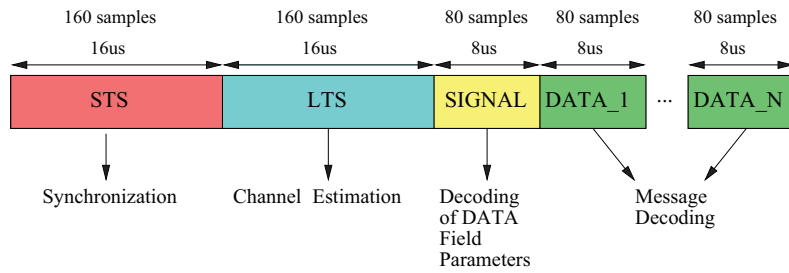 160 samples 160 samples 80 samples 80 samples 80 samples
16us 16us 8us 8us 8us
STS LTS SIGNAL DATA_1 ... DATA_N
Synchronization
Channel Estimation
Decoding
of DATA
Field
Parameters
Message
Decoding